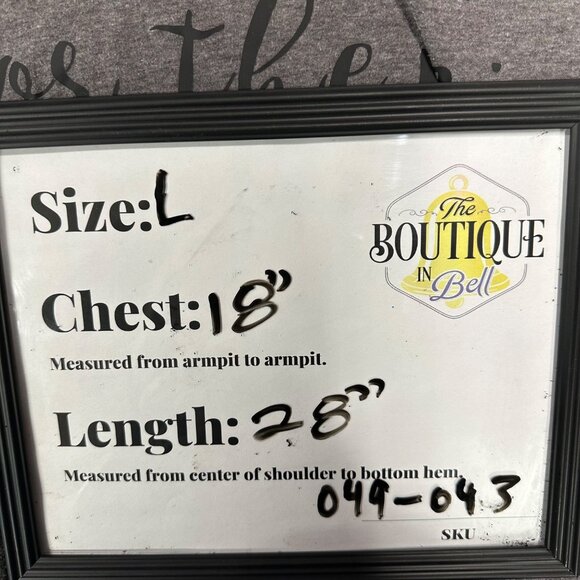 Size: L
The
BOUTIQUE
IN
Bell
Chest: 18"
Measured from armpit to armpit.
Length: 28"
Measured from center of shoulder to bottom hem.
049-043
SKU